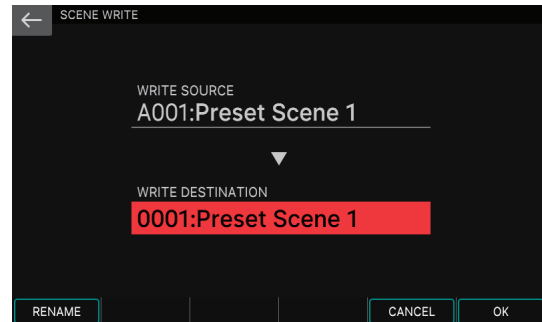 SCENE WRITE
WRITE SOURCE
A001:Preset Scene 1
WRITE DESTINATION
0001:Preset Scene 1
RENAME CANCEL OK